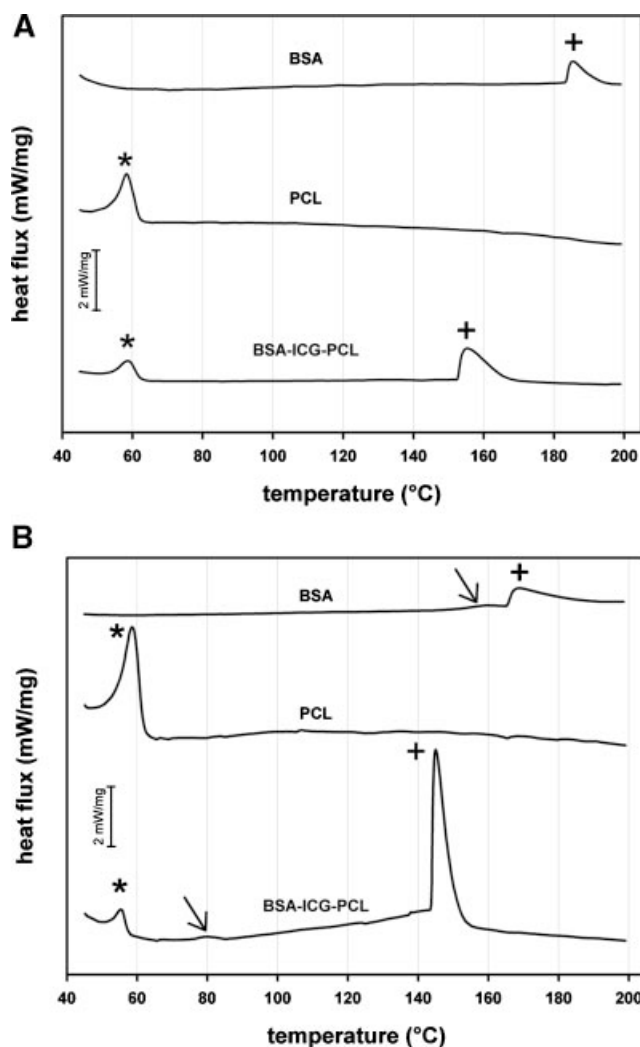 A
BSA
+
*
PCL
2 mW/mg
heat flux (mW/mg)
*
BSA-ICG-PCL
+
40 60 80 100 120 140 160 180 200
temperature (°C)
B
BSA
+
*
PCL
+
2 mW/mg
heat flux (mW/mg)
*
BSA-ICG-PCL
40 60 80 100 120 140 160 180 200
temperature (°C)